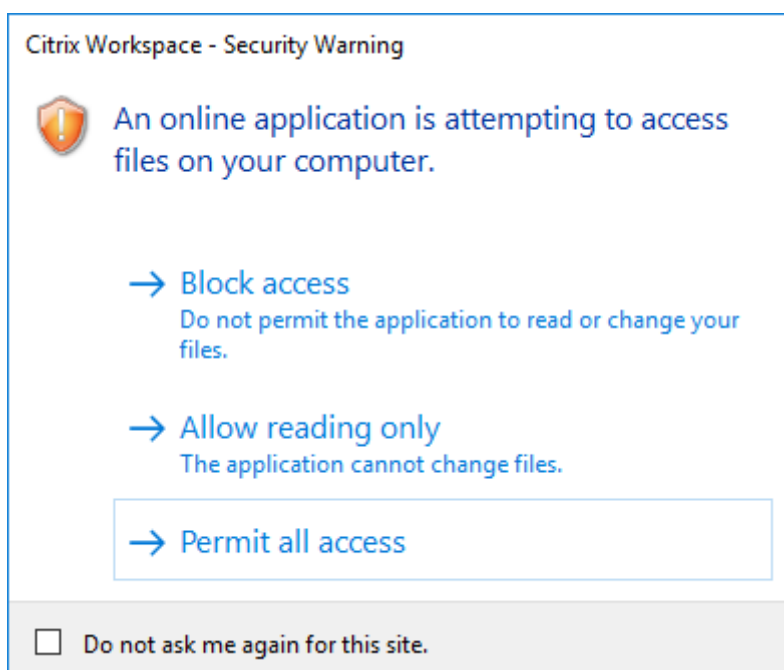 Citrix Workspace - Security Warning
An online application is attempting to access
files on your computer.
Block access
Do not permit the application to read or change your
files.
Allow reading only
The application cannot change files.
Permit all access
Do not ask me again for this site.